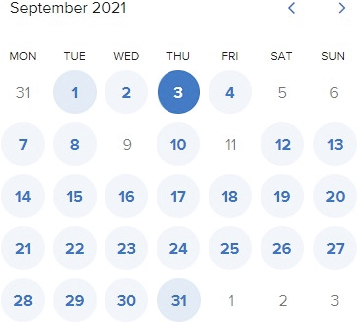 September 2021
MON TUE WED THU FRI SAT SUN
31 1 2 3 4 5 6
7 8 9 10 11 12 13
14 15 16 17 18 19 20
21 22 23 24 25 26 27
28 29 30 31 1 2 3